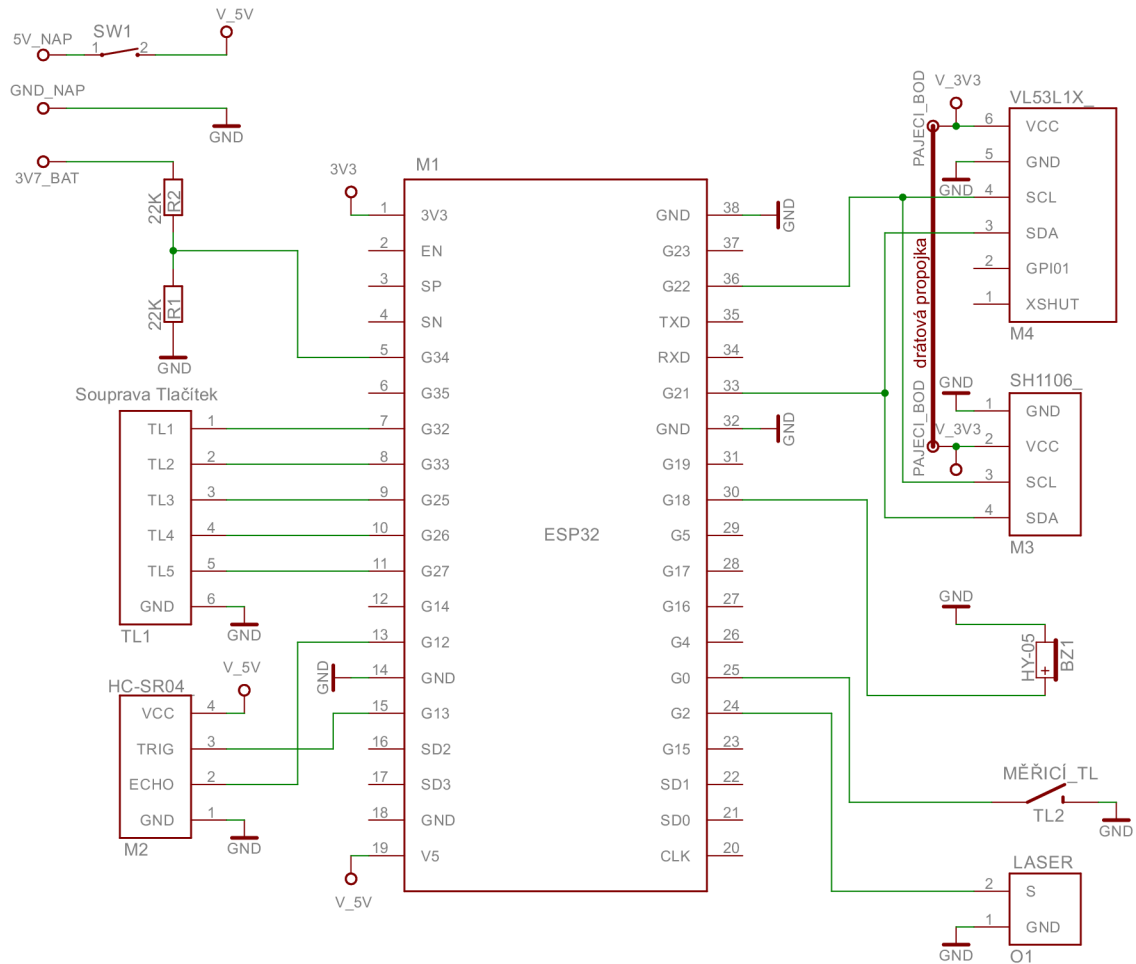 5V_NAP
SW1
1
2
V_5V
GND_NAP
GND
3V7_BAT
22K
R2
22K
R1
GND
Souprava Tlačítek
TL1 1
TL2 2
TL3 3
TL4 4
TL5 5
GND 6
GND
TL1
HC-SR04
V_5V
VCC 4
TRIG 3
ECHO 2
GND 1
GND
M2
M1
3V3
ESP32
1 3V3
2 EN
3 SP
4 SN
5 G34
6 G35
7 G32
8 G33
9 G25
10 G26
11 G27
12 G14
13 G12
GND
14 GND
15 G13
16 SD2
17 SD3
18 GND
19 V5
V_5V
GND 38
GND
G23 37
G22 36
TXD 35
RXD 34
G21 33
GND 32
GND
G19 31
G18 30
G5 29
G17 28
G16 27
G4 26
G0 25
G2 24
G15 23
SD1 22
SD0 21
CLK 20
PAJECI_BOD
V_3V3
VL53L1X_
6 VCC
5 GND
GND
4 SCL
3 SDA
2 GPI01
1 XSHUT
M4
drátová propojka
PAJECI_BOD
GND
V_3V3
SH1106_
1 GND
2 VCC
3 SCL
4 SDA
M3
GND
HY-05
+
BZ1
MĚŘICÍ_TL
TL2
GND
LASER
2 S
1 GND
GND
O1